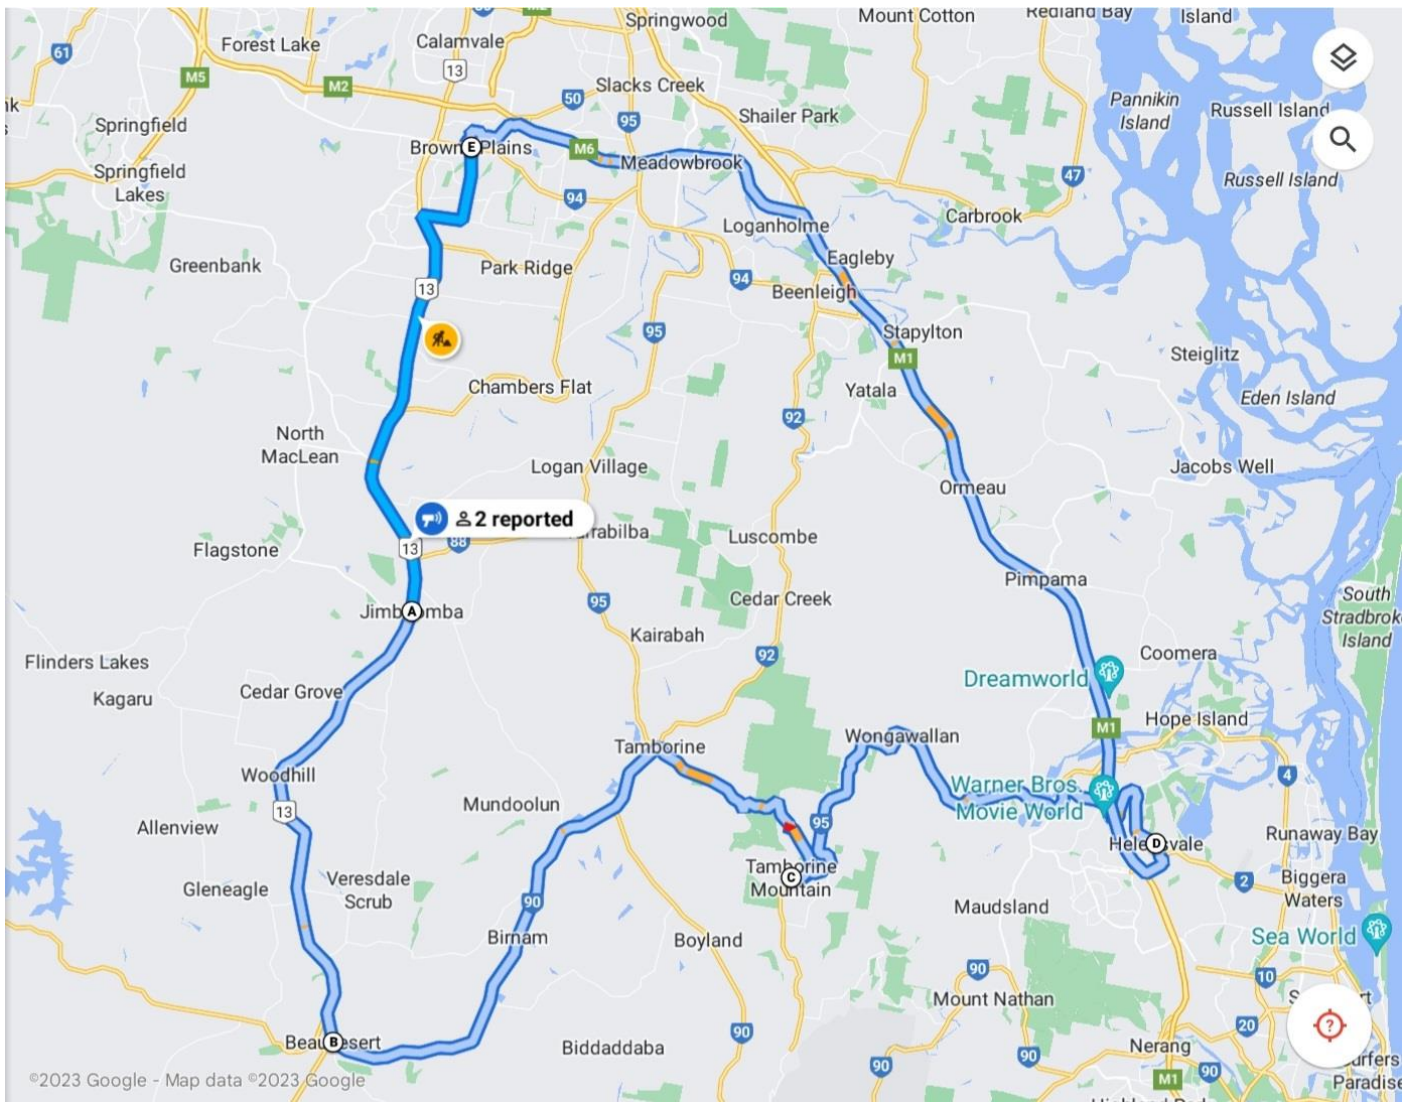 Springwood
Mount Cotton
Redland Bay
Island
61
Forest Lake
Calamvale
13
M5
M2
50
Slacks Creek
95
Shailer Park
Pannikin
Island
Russell Island
Springfield
Springfield
Lakes
Browns Plains
E
M6
Meadowbrook
94
47
Russell Island
Loganholme
Carbrook
Greenbank
Park Ridge
13
94
Eagleby
Beenleigh
95
Stapylton
M1
Steiglitz
Chambers Flat
Yatala
Eden Island
92
North
MacLean
Logan Village
Jacobs Well
Ormeau
2 reported
13
88
Flagstone
Luscombe
Pimpama
Jimboomba
A
95
Cedar Creek
South
Stradbrok
Island
Kairabah
92
Coomera
Flinders Lakes
Kagaru
Cedar Grove
Dreamworld
Hope Island
M1
Tamborine
Wongawallan
Woodhill
13
Mundoolun
Warner Bros.
Movie World
4
Allenview
95
Helensvale
D
Runaway Bay
Tamborine
Mountain
C
Gleneagle
Veresdale
Scrub
90
2
Biggera
Waters
Maudsland
Birnam
Boyland
Sea World
90
10
Mount Nathan
Beaudesert
B
Biddaddaba
90
90
90
20
Nerang
?
urfers
Paradise
M1
90
©2023 Google - Map data ©2023 Google